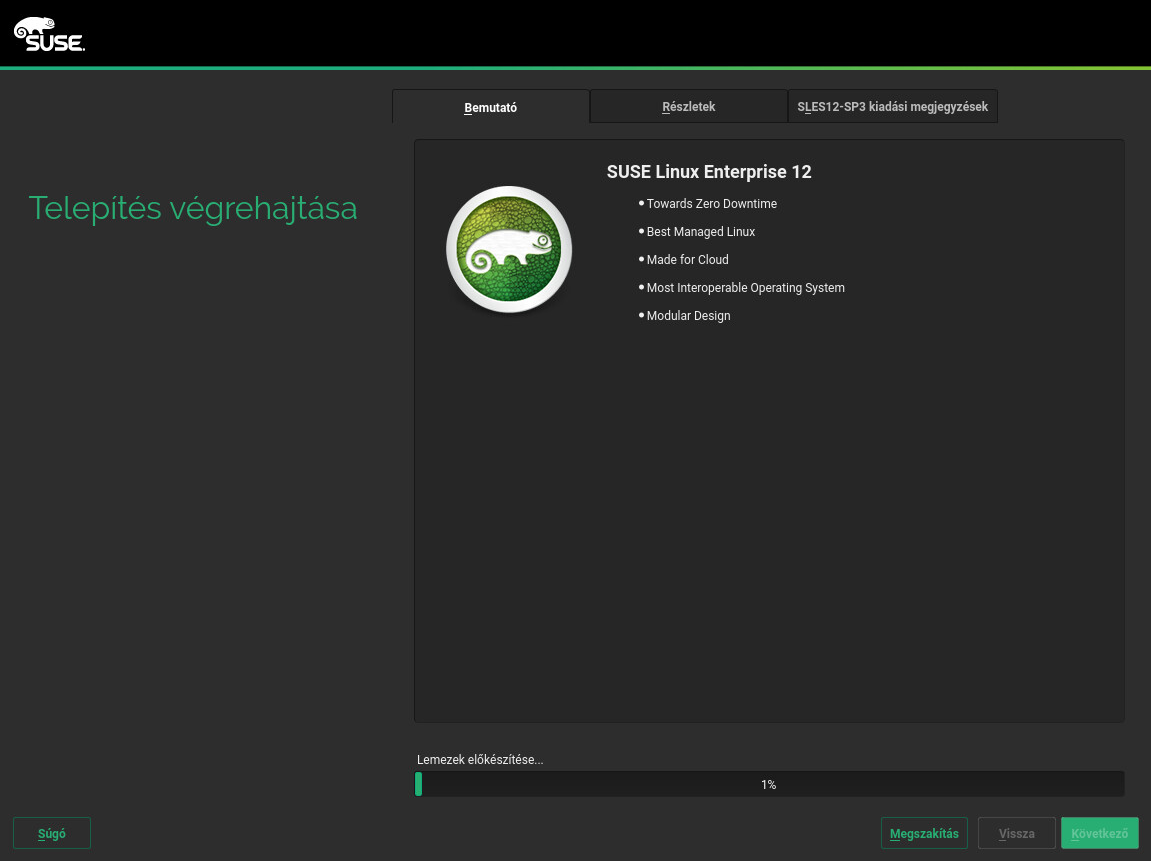 SUSE.
Bemutató
Részletek
SLES12-SP3 kiadási megjegyzések
Telepítés végrehajtása
SUSE Linux Enterprise 12
• Towards Zero Downtime
• Best Managed Linux
• Made for Cloud
• Most Interoperable Operating System
• Modular Design
Lemezek előkészítése...
1%
Súgó
Megszakítás
Vissza
Következő